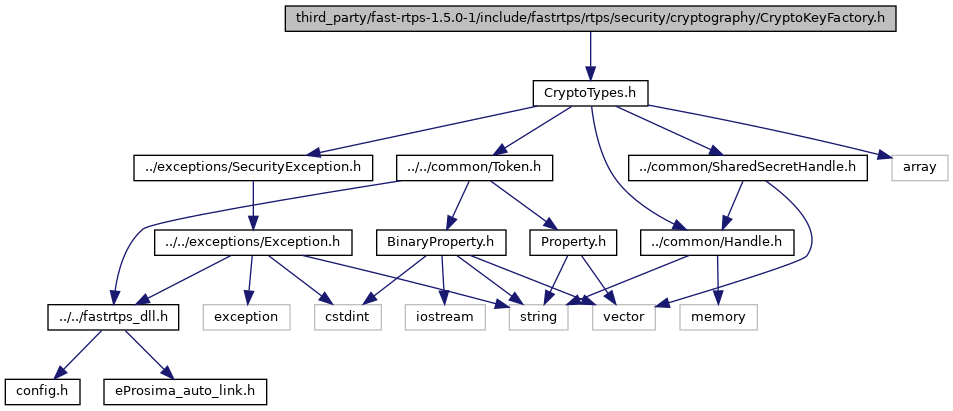 third_party/fast-rtps-1.5.0-1/include/fastrtps/rtps/security/cryptography/CryptoKeyFactory.h
CryptoTypes.h
../exceptions/SecurityException.h
../../common/Token.h
../common/SharedSecretHandle.h
array
../../exceptions/Exception.h
BinaryProperty.h
Property.h
../common/Handle.h
../../fastrtps_dll.h
exception
cstdint
iostream
string
vector
memory
config.h
eProsima_auto_link.h